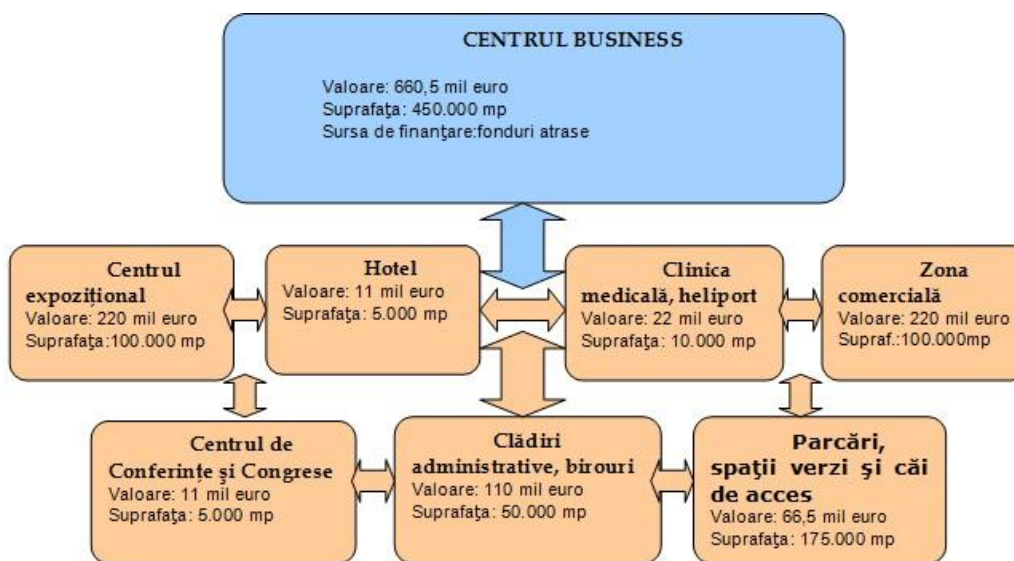 CENTRUL BUSINESS
Valoare: 660,5 mil euro
Suprafaţa: 450.000 mp
Sursa de finanţare:fonduri atrase
Centrul
expoziţional
Valoare: 220 mil euro
Suprafaţa:100.000 mp
Hotel
Valoare: 11 mil euro
Suprafaţa: 5.000 mp
Clinica
medicală, heliport
Valoare: 22 mil euro
Suprafaţa: 10.000 mp
Zona
comercială
Valoare: 220 mil euro
Supraf.:100.000mp
Centrul de
Conferinţe şi Congrese
Valoare: 11 mil euro
Suprafaţa: 5.000 mp
Clădiri
administrative, birouri
Valoare: 110 mil euro
Suprafaţa: 50.000 mp
Parcări,
spaţii verzi şi căi
de acces
Valoare: 66,5 mil euro
Suprafaţa: 175.000 mp